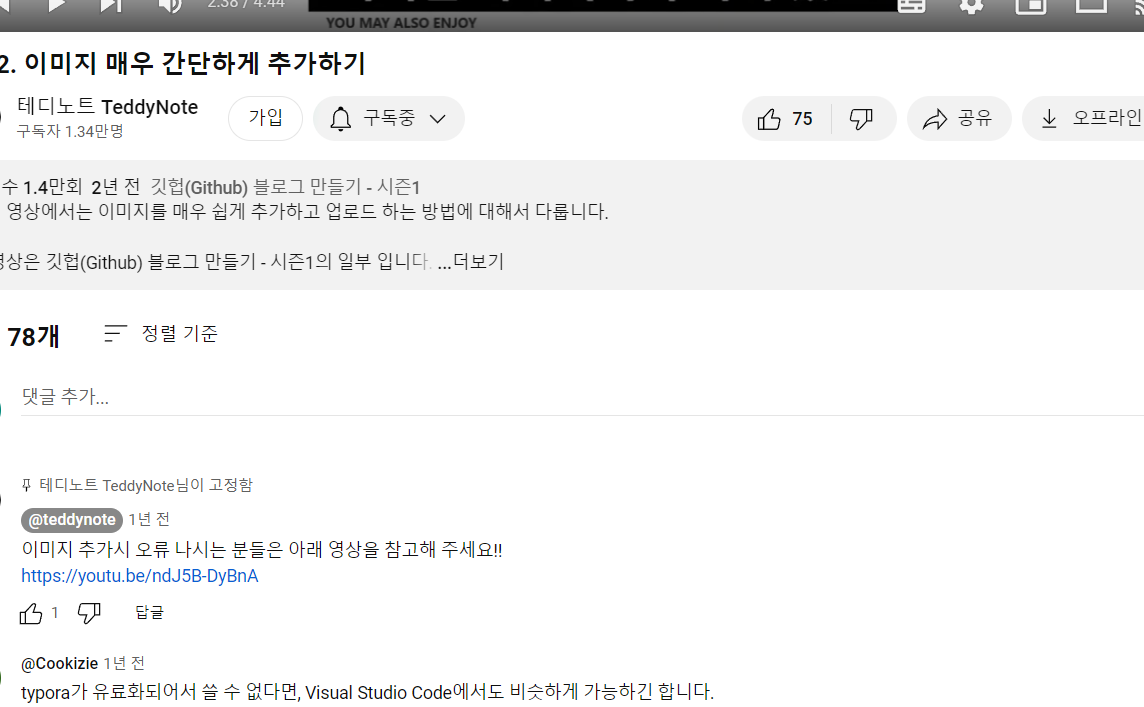 2:38 / 4:44
YOU MAY ALSO ENJOY
2. 이미지 매우 간단하게 추가하기
테디노트 TeddyNote
구독자 1.34만명
가입
구독중
75
공유
오프라인
수 1.4만회 2년 전 깃헙(Github) 블로그 만들기 - 시즌1
영상에서는 이미지를 매우 쉽게 추가하고 업로드 하는 방법에 대해서 다룹니다.
영상은 깃헙(Github) 블로그 만들기 - 시즌1의 일부 입니다. ...더보기
78개
정렬 기준
댓글 추가...
테디노트 TeddyNote님이 고정함
@teddynote 1년 전
이미지 추가시 오류 나시는 분들은 아래 영상을 참고해 주세요!!
https://youtu.be/ndJ5B-DyBnA
1
답글
@Cookizie 1년 전
typora가 유료화되어서 쓸 수 없다면, Visual Studio Code에서도 비슷하게 가능하긴 합니다.